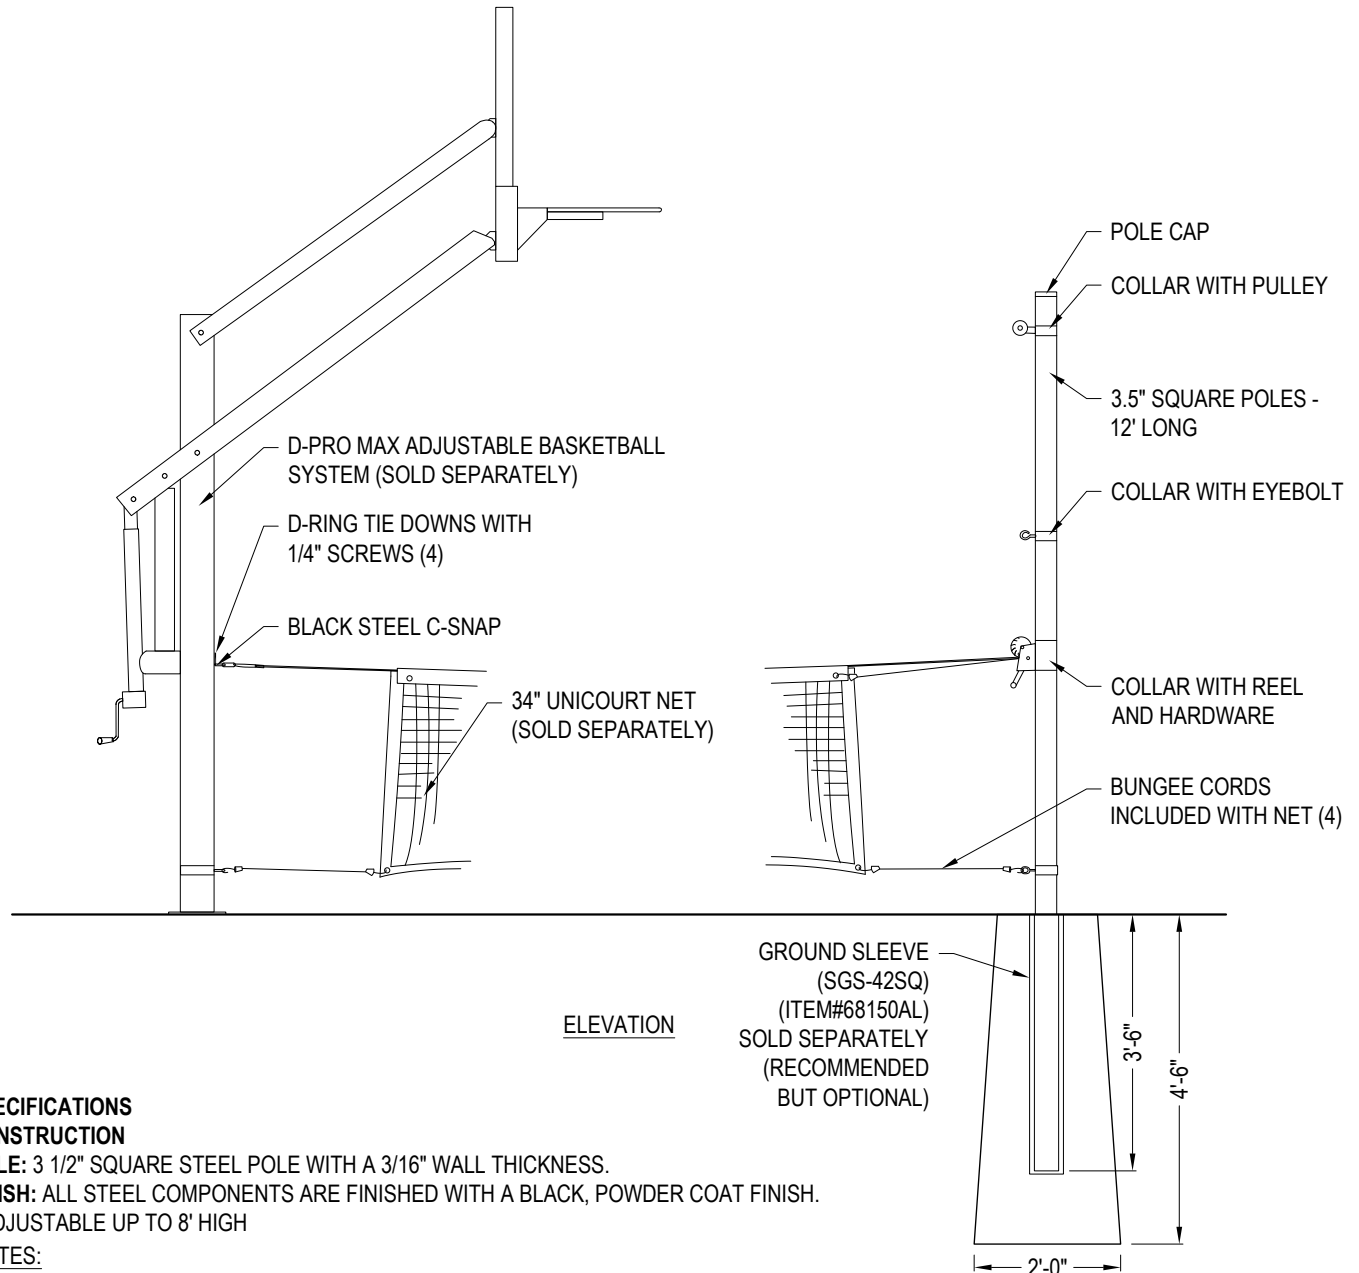 POLE CAP
COLLAR WITH PULLEY
3.5" SQUARE POLES -
12' LONG
D-PRO MAX ADJUSTABLE BASKETBALL
SYSTEM (SOLD SEPARATELY)
COLLAR WITH EYEBOLT
D-RING TIE DOWNS WITH
1/4" SCREWS (4)
BLACK STEEL C-SNAP
34" UNICOURT NET
(SOLD SEPARATELY)
COLLAR WITH REEL
AND HARDWARE
BUNGEE CORDS
INCLUDED WITH NET (4)
GROUND SLEEVE
(SGS-42SQ)
(ITEM#68150AL)
SOLD SEPARATELY
(RECOMMENDED
BUT OPTIONAL)
ELEVATION
3'-6"
4'-6"
2'-0"
ECIFICATIONS
NSTRUCTION
LE: 3 1/2" SQUARE STEEL POLE WITH A 3/16" WALL THICKNESS.
ISH: ALL STEEL COMPONENTS ARE FINISHED WITH A BLACK, POWDER COAT FINISH.
DJUSTABLE UP TO 8' HIGH
TES: